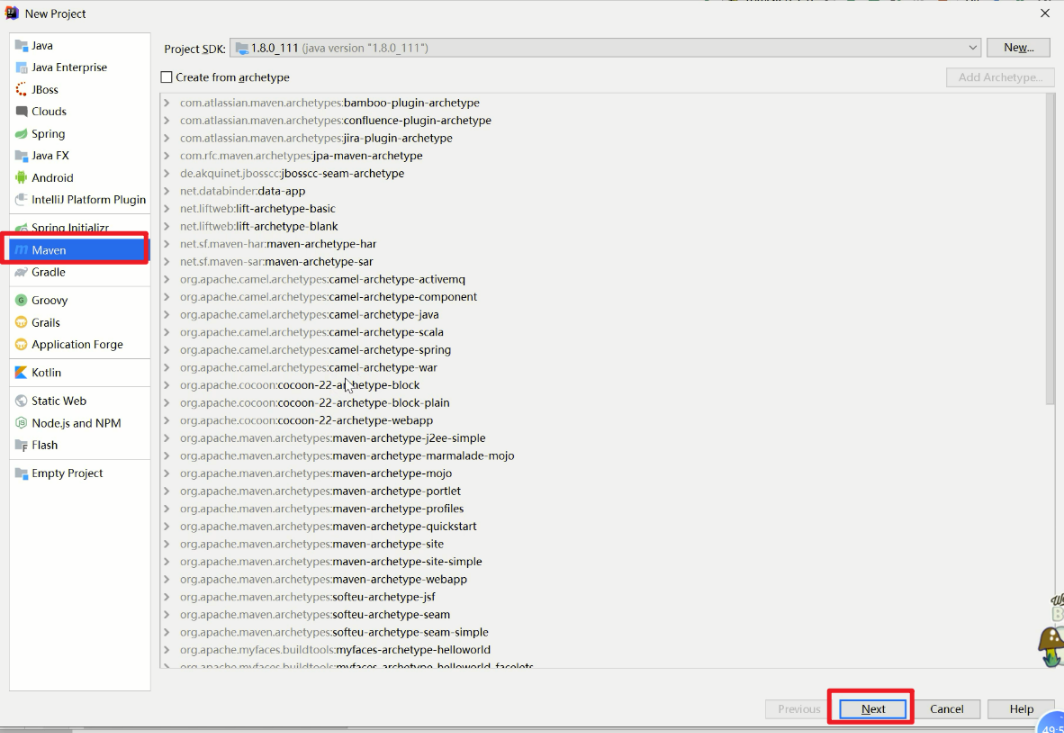 New Project
Java
Java Enterprise
JBoss
Clouds
Spring
Java FX
Android
IntelliJ Platform Plugin
Spring Initializr
Maven
Gradle
Groovy
Grails
Application Forge
Kotlin
Static Web
Node.js and NPM
Flash
Empty Project
Project SDK: 1.8.0_111 (java version "1.8.0_111") New...
Create from archetype Add Archetype...
com.atlassian.maven.archetypes:bamboo-plugin-archetype
com.atlassian.maven.archetypes:confluence-plugin-archetype
com.atlassian.maven.archetypes:jira-plugin-archetype
com.rfc.maven.archetypes:jpa-maven-archetype
de.akquinet.jbosscc:jbosscc-seam-archetype
net.databinder:data-app
net.liftweb:lift-archetype-basic
net.liftweb:lift-archetype-blank
net.sf.maven-har:maven-archetype-har
net.sf.maven-sar:maven-archetype-sar
org.apache.camel.archetypes:camel-archetype-activemq
org.apache.camel.archetypes:camel-archetype-component
org.apache.camel.archetypes:camel-archetype-java
org.apache.camel.archetypes:camel-archetype-scala
org.apache.camel.archetypes:camel-archetype-spring
org.apache.camel.archetypes:camel-archetype-war
org.apache.cocoon:cocoon-22-archetype-block
org.apache.cocoon:cocoon-22-archetype-block-plain
org.apache.cocoon:cocoon-22-archetype-webapp
org.apache.maven.archetypes:maven-archetype-j2ee-simple
org.apache.maven.archetypes:maven-archetype-marmalade-mojo
org.apache.maven.archetypes:maven-archetype-mojo
org.apache.maven.archetypes:maven-archetype-portlet
org.apache.maven.archetypes:maven-archetype-profiles
org.apache.maven.archetypes:maven-archetype-quickstart
org.apache.maven.archetypes:maven-archetype-site
org.apache.maven.archetypes:maven-archetype-site-simple
org.apache.maven.archetypes:maven-archetype-webapp
org.apache.maven.archetypes:softeu-archetype-jsf
org.apache.maven.archetypes:softeu-archetype-seam
org.apache.maven.archetypes:softeu-archetype-seam-simple
org.apache.myfaces.buildtools:myfaces-archetype-helloworld
org.apache.myfaces.buildtools:myfaces-archetype-helloworld-facelets
Previous Next Cancel Help